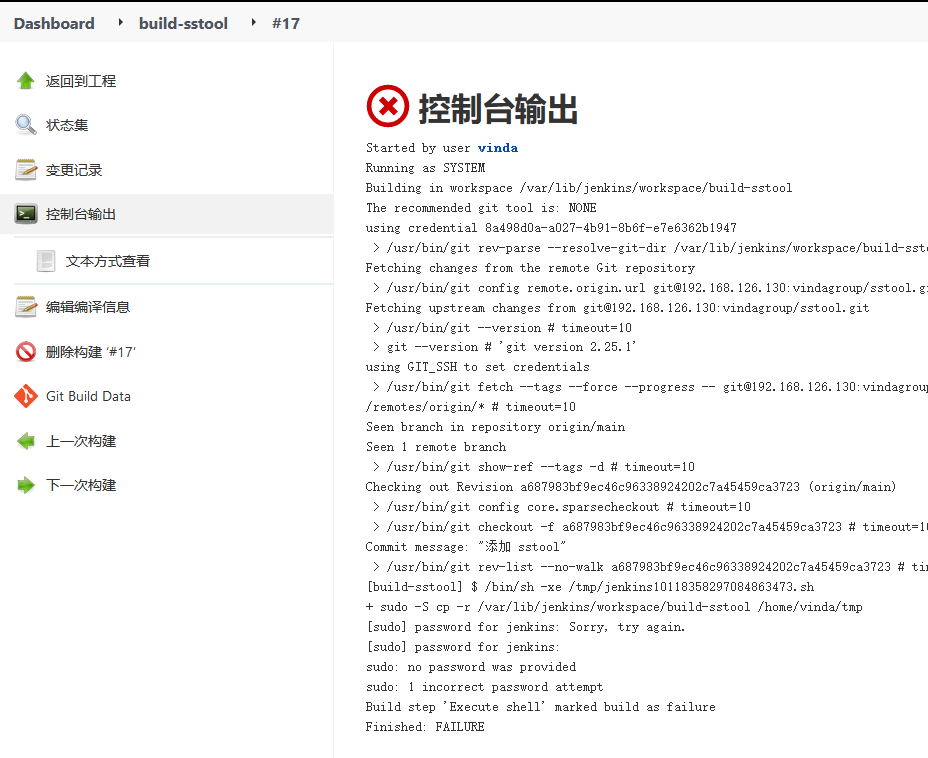 Dashboard build-sstool #17
返回到工程
状态集
变更记录
控制台输出
文本方式查看
编辑编译信息
删除构建 ‘#17’
Git Build Data
上一次构建
下一次构建
控制台输出
Started by user vinda
Running as SYSTEM
Building in workspace /var/lib/jenkins/workspace/build-sstool
The recommended git tool is: NONE
using credential 8a498d0a-a027-4b91-8b6f-e7e6362b1947
> /usr/bin/git rev-parse --resolve-git-dir /var/lib/jenkins/workspace/build-sst
Fetching changes from the remote Git repository
> /usr/bin/git config remote.origin.url git@192.168.126.130:vindagroup/sstool.g
Fetching upstream changes from git@192.168.126.130:vindagroup/sstool.git
> /usr/bin/git --version # timeout=10
> git --version # 'git version 2.25.1'
using GIT_SSH to set credentials
> /usr/bin/git fetch --tags --force --progress -- git@192.168.126.130:vindagroup
/remotes/origin/* # timeout=10
Seen branch in repository origin/main
Seen 1 remote branch
> /usr/bin/git show-ref --tags -d # timeout=10
Checking out Revision a687983bf9ec46c96338924202c7a45459ca3723 (origin/main)
> /usr/bin/git config core.sparsecheckout # timeout=10
> /usr/bin/git checkout -f a687983bf9ec46c96338924202c7a45459ca3723 # timeout=10
Commit message: "添加 sstool"
> /usr/bin/git rev-list --no-walk a687983bf9ec46c96338924202c7a45459ca3723 # ti
[build-sstool] $ /bin/sh -xe /tmp/jenkins10118358297084863473.sh
+ sudo -S cp -r /var/lib/jenkins/workspace/build-sstool /home/vinda/tmp
[sudo] password for jenkins: Sorry, try again.
[sudo] password for jenkins:
sudo: no password was provided
sudo: 1 incorrect password attempt
Build step 'Execute shell' marked build as failure
Finished: FAILURE